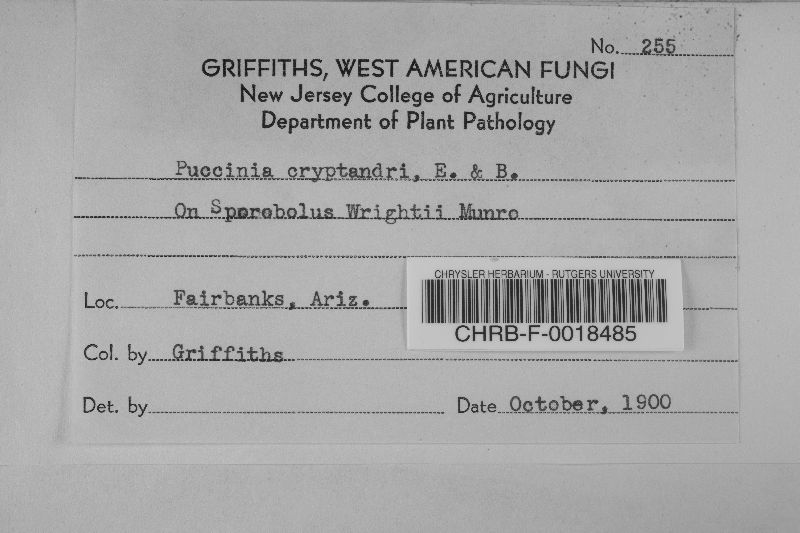 No. 255
GRIFFITHS, WEST AMERICAN FUNGI
New Jersey College of Agriculture
Department of Plant Pathology
Puccinia cryptandri, E. & B.
On Sporobolus Wrightii Munro
CHRYSLER HERBARIUM - RUTGERS UNIVERSITY
Loc. Fairbanks, Ariz.
CHRB-F-0018485
Col. by Griffiths
Det. by
Date October, 1900